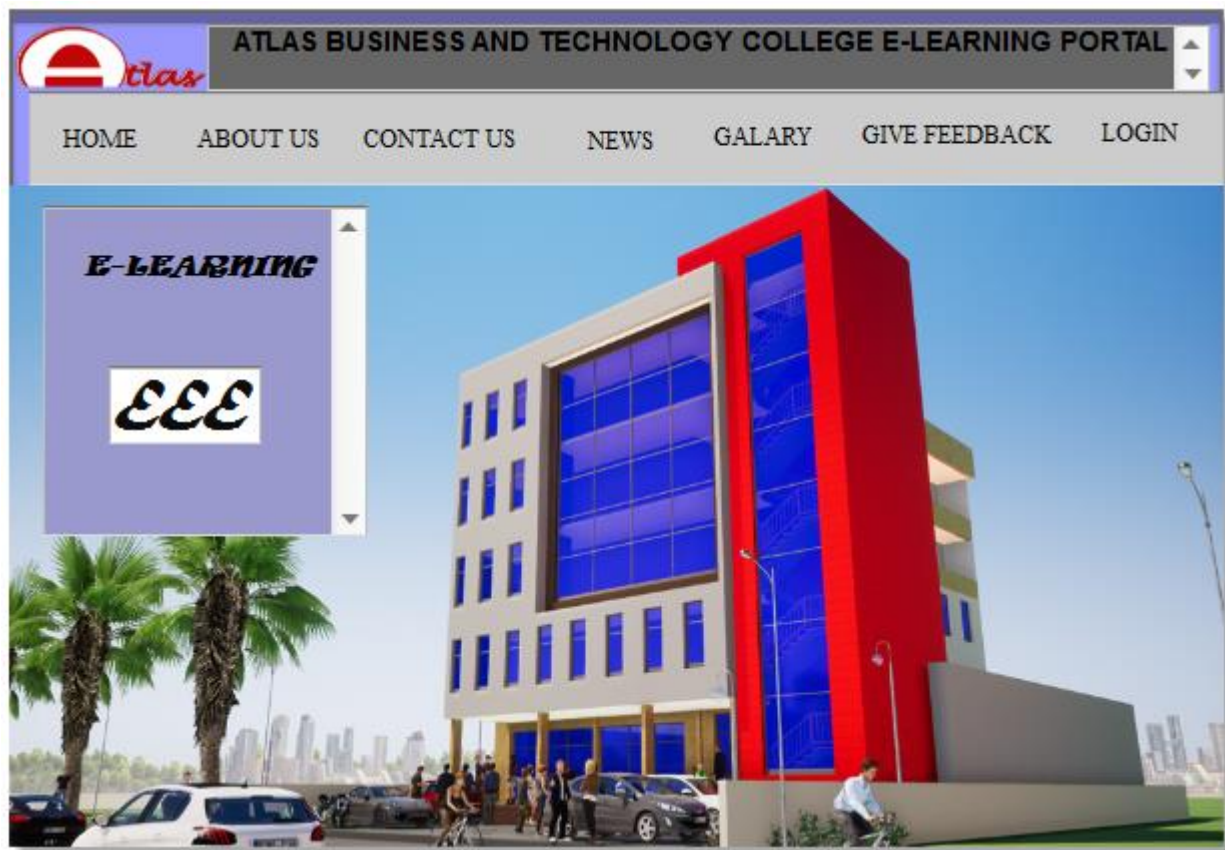 Atlas
ATLAS BUSINESS AND TECHNOLOGY COLLEGE E-LEARNING PORTAL
HOME ABOUT US CONTACT US NEWS GALARY GIVE FEEDBACK LOGIN
E-LEARNING
EEE